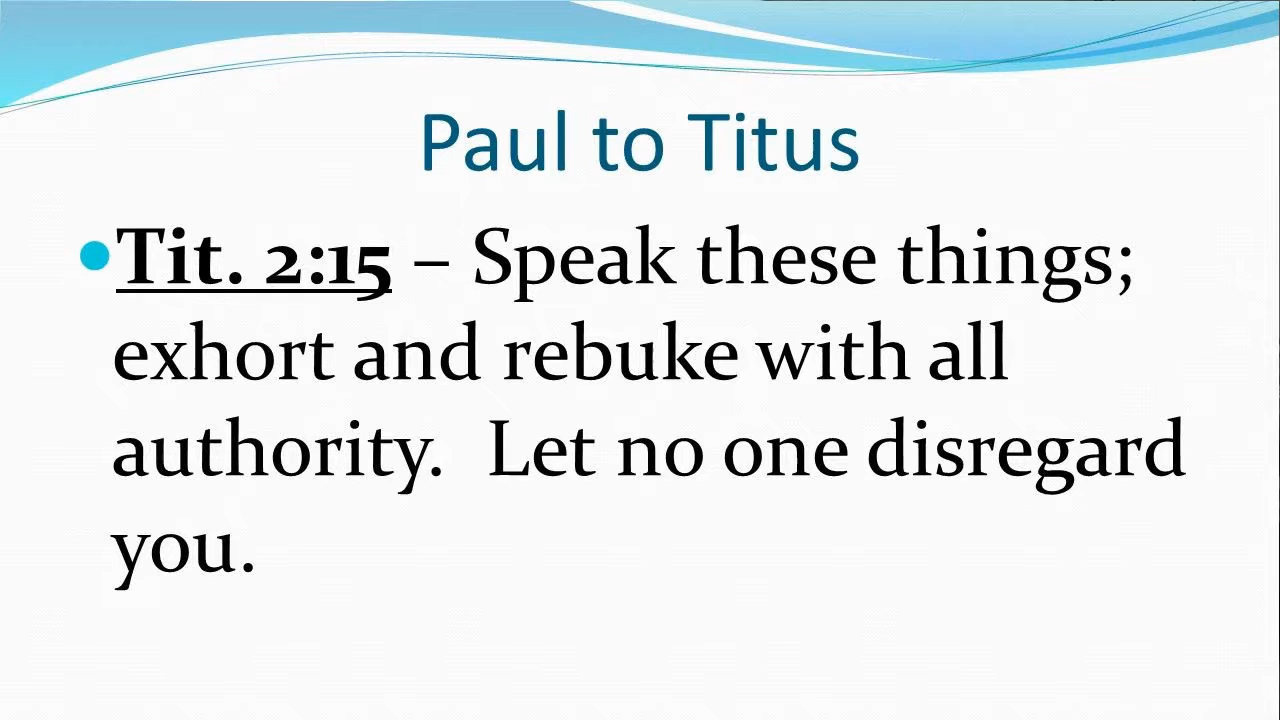 Paul to Titus
•Tit. 2:15 – Speak these things;
exhort and rebuke with all
authority.  Let no one disregard
you.